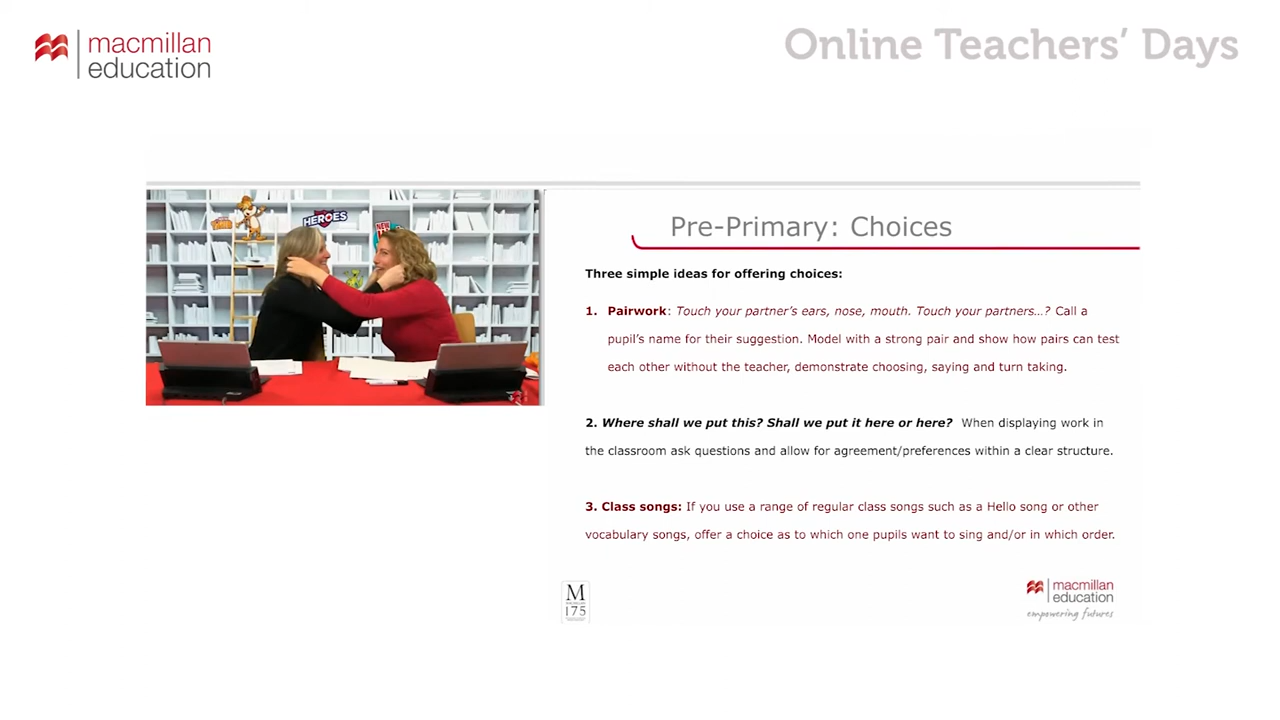 macmillan
education
Online Teachers' Days
HEROES
NEW
Pre-Primary: Choices
Three simple ideas for offering choices:
1. Pairwork: Touch your partner's ears, nose, mouth. Touch your partners…? Call a
pupil's name for their suggestion. Model with a strong pair and show how pairs can test
each other without the teacher, demonstrate choosing, saying and turn taking.
2. Where shall we put this? Shall we put it here or here? When displaying work in
the classroom ask questions and allow for agreement/preferences within a clear structure.
3. Class songs: If you use a range of regular class songs such as a Hello song or other
vocabulary songs, offer a choice as to which one pupils want to sing and/or in which order.
M
175
macmillan
education
empowering futures